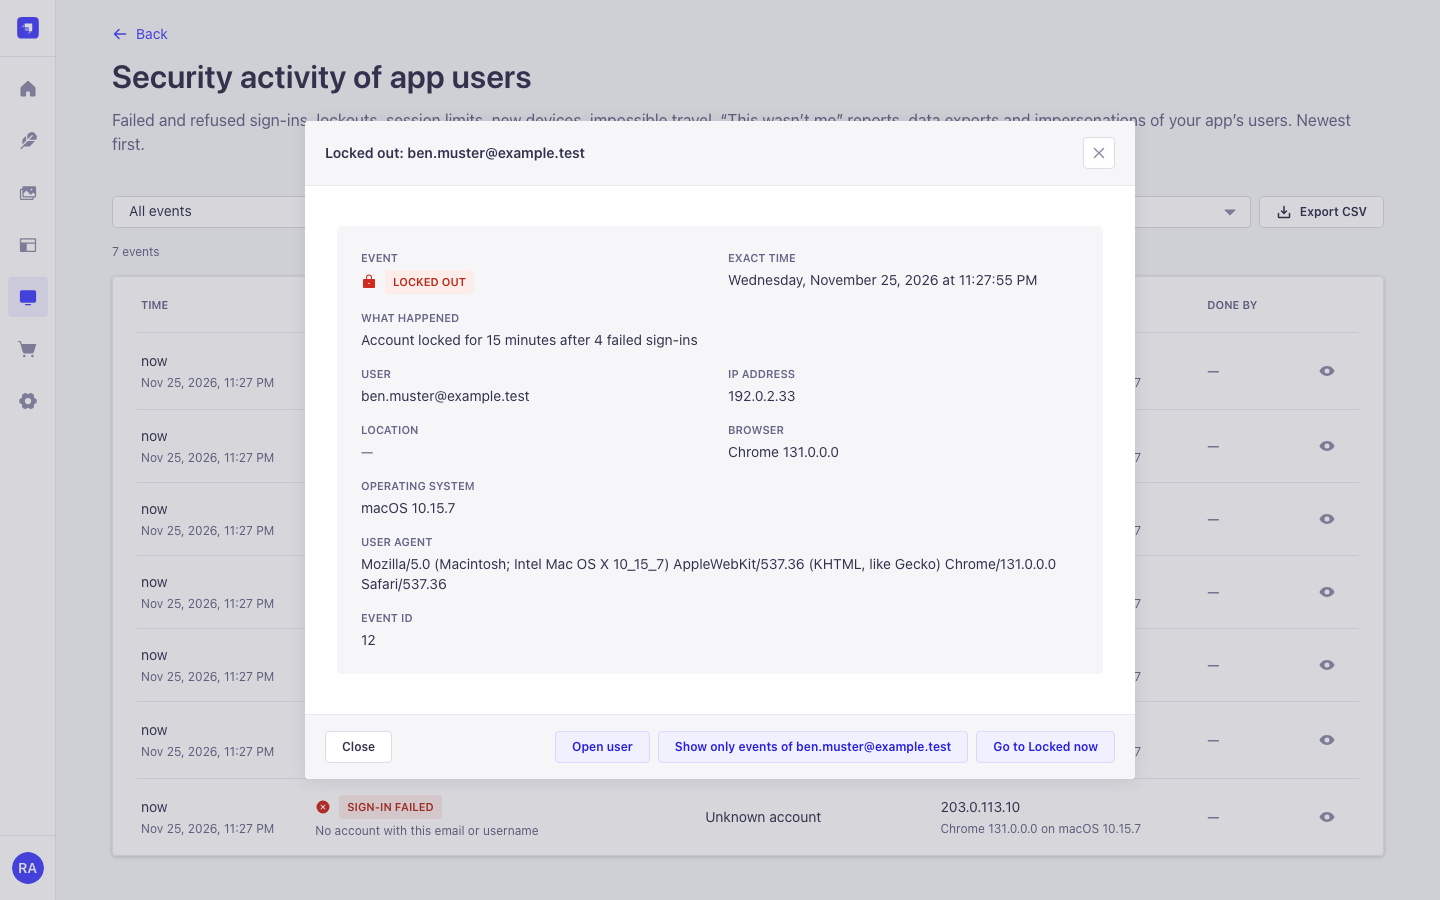 Back
Security activity of app users
Failed and refused sign-ins, lockouts, session limits, new devices, impossible travel, “This wasn’t me” reports, data exports and impersonations of your app’s users. Newest
first.
All events
Export CSV
7 events
TIME
DONE BY
now
Nov 25, 2026, 11:27 PM
7
—
now
Nov 25, 2026, 11:27 PM
7
—
now
Nov 25, 2026, 11:27 PM
7
—
now
Nov 25, 2026, 11:27 PM
7
—
now
Nov 25, 2026, 11:27 PM
7
—
now
Nov 25, 2026, 11:27 PM
7
—
now
Nov 25, 2026, 11:27 PM
SIGN-IN FAILED
No account with this email or username
Unknown account
203.0.113.10
Chrome 131.0.0.0 on macOS 10.15.7
—
RA
Locked out: ben.muster@example.test
EVENT
LOCKED OUT
EXACT TIME
Wednesday, November 25, 2026 at 11:27:55 PM
WHAT HAPPENED
Account locked for 15 minutes after 4 failed sign-ins
USER
ben.muster@example.test
IP ADDRESS
192.0.2.33
LOCATION
—
BROWSER
Chrome 131.0.0.0
OPERATING SYSTEM
macOS 10.15.7
USER AGENT
Mozilla/5.0 (Macintosh; Intel Mac OS X 10_15_7) AppleWebKit/537.36 (KHTML, like Gecko) Chrome/131.0.0.0
Safari/537.36
EVENT ID
12
Close
Open user
Show only events of ben.muster@example.test
Go to Locked now